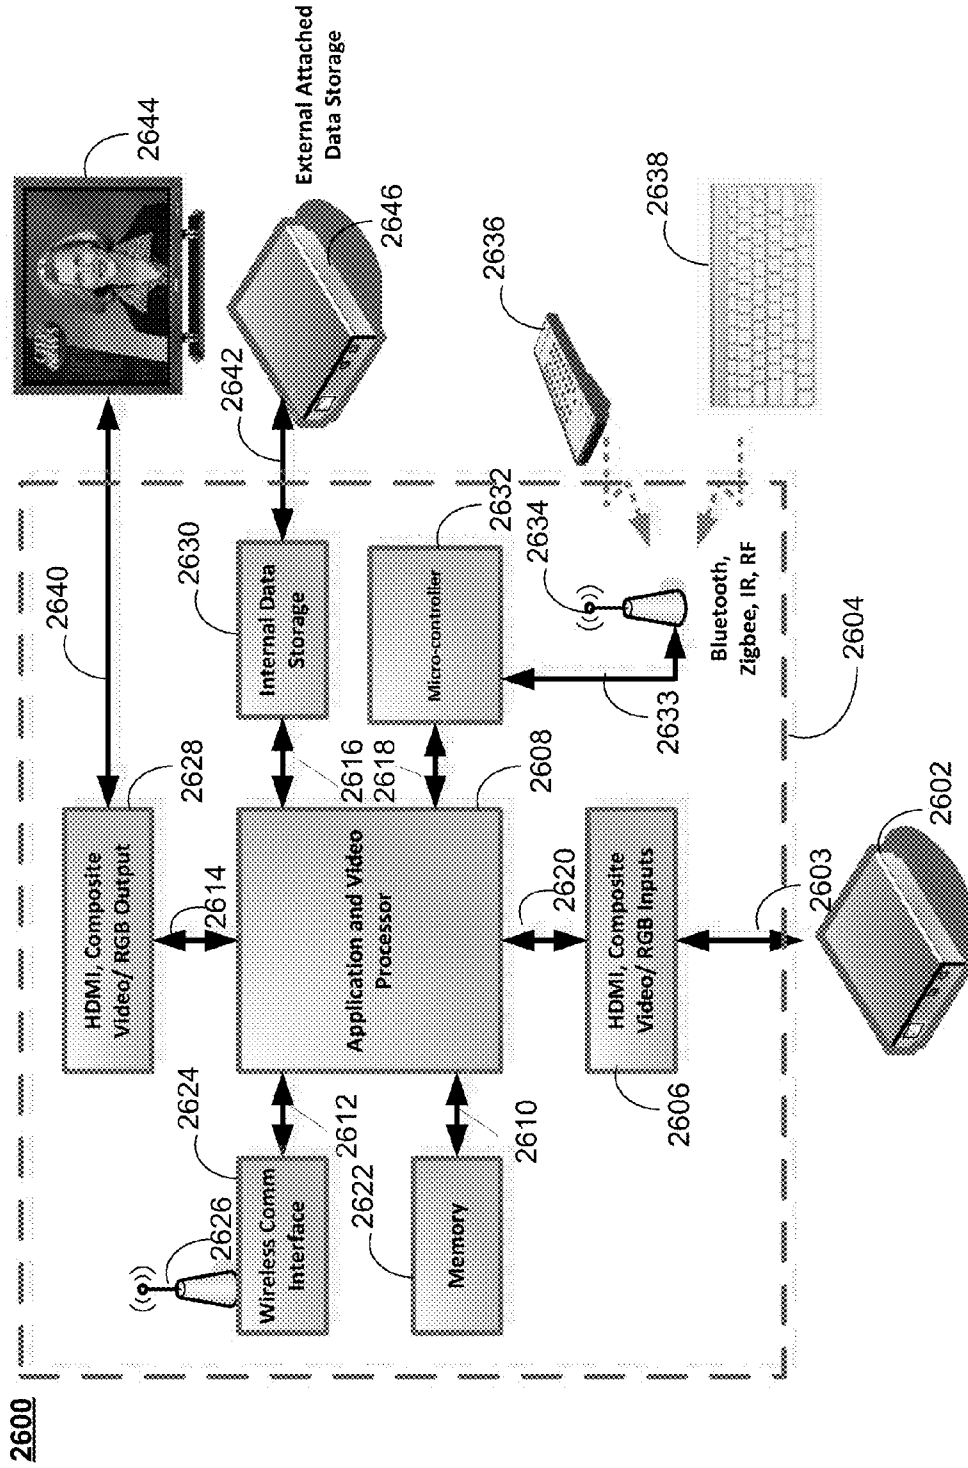 2600
2626
2624
Wireless Comm
Interface
2612
2622
Memory
2610
HDMI, Composite
Video/ RGB Output
2628
2614
Application and Video
Processor
2608
2616
2618
2620
HDMI, Composite
Video/ RGB Inputs
2606
2603
2602
2640
2630
Internal Data
Storage
2632
Micro-controller
2633
2634
Bluetooth,
Zigbee, IR, RF
2604
2642
2644
External Attached
Data Storage
2646
2636
2638